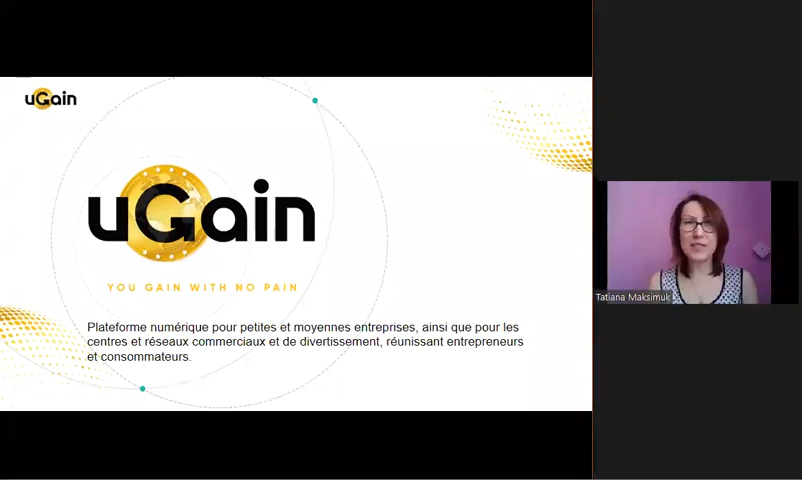 uGain
uGain
YOU GAIN WITH NO PAIN
Plateforme numérique pour petites et moyennes entreprises, ainsi que pour les
centres et réseaux commerciaux et de divertissement, réunissant entrepreneurs
et consommateurs.
Tatiana Maksimuk